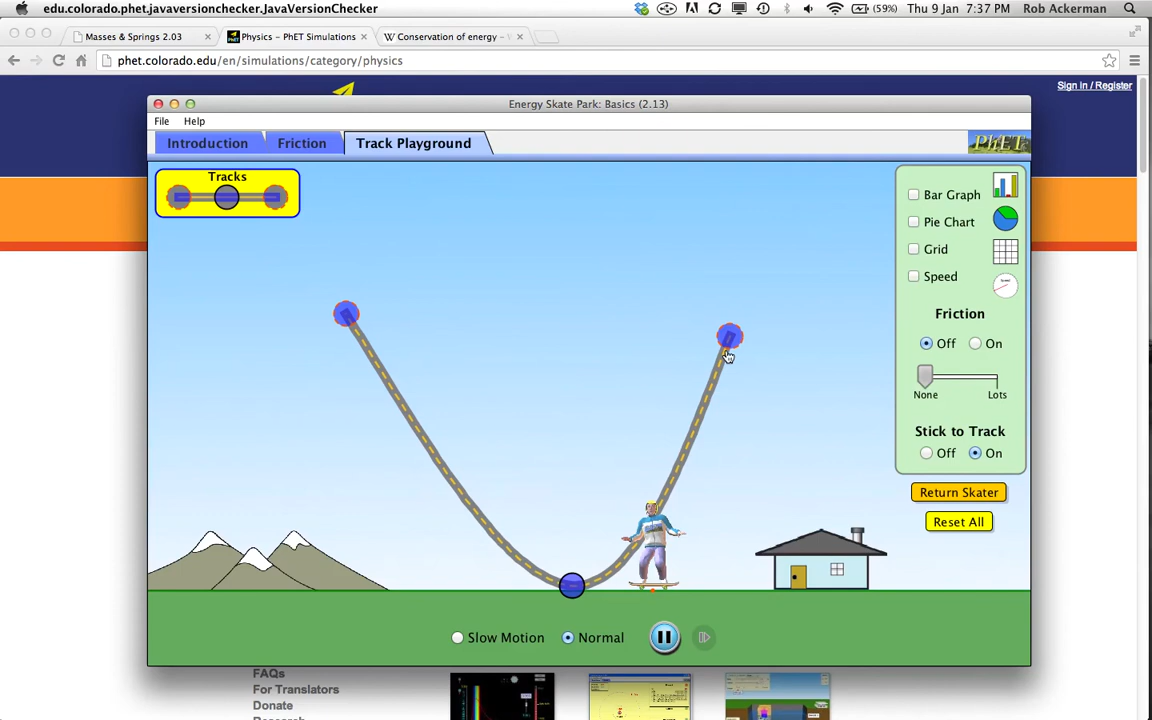 edu.colorado.phet.javaversionchecker.JavaVersionChecker
(59%) Thu 9 Jan 7:37 PM Rob Ackerman
Masses & Springs 2.03
Physics - PhET Simulations
W Conservation of energy -
phet.colorado.edu/en/simulations/category/physics
Sign in / Register
Energy Skate Park: Basics (2.13)
File Help
Introduction Friction Track Playground
PhET
Tracks
Bar Graph
Pie Chart
Grid
Speed
Friction
Off On
None Lots
Stick to Track
Off On
Return Skater
Reset All
Slow Motion Normal
FAQs
For Translators
Donate